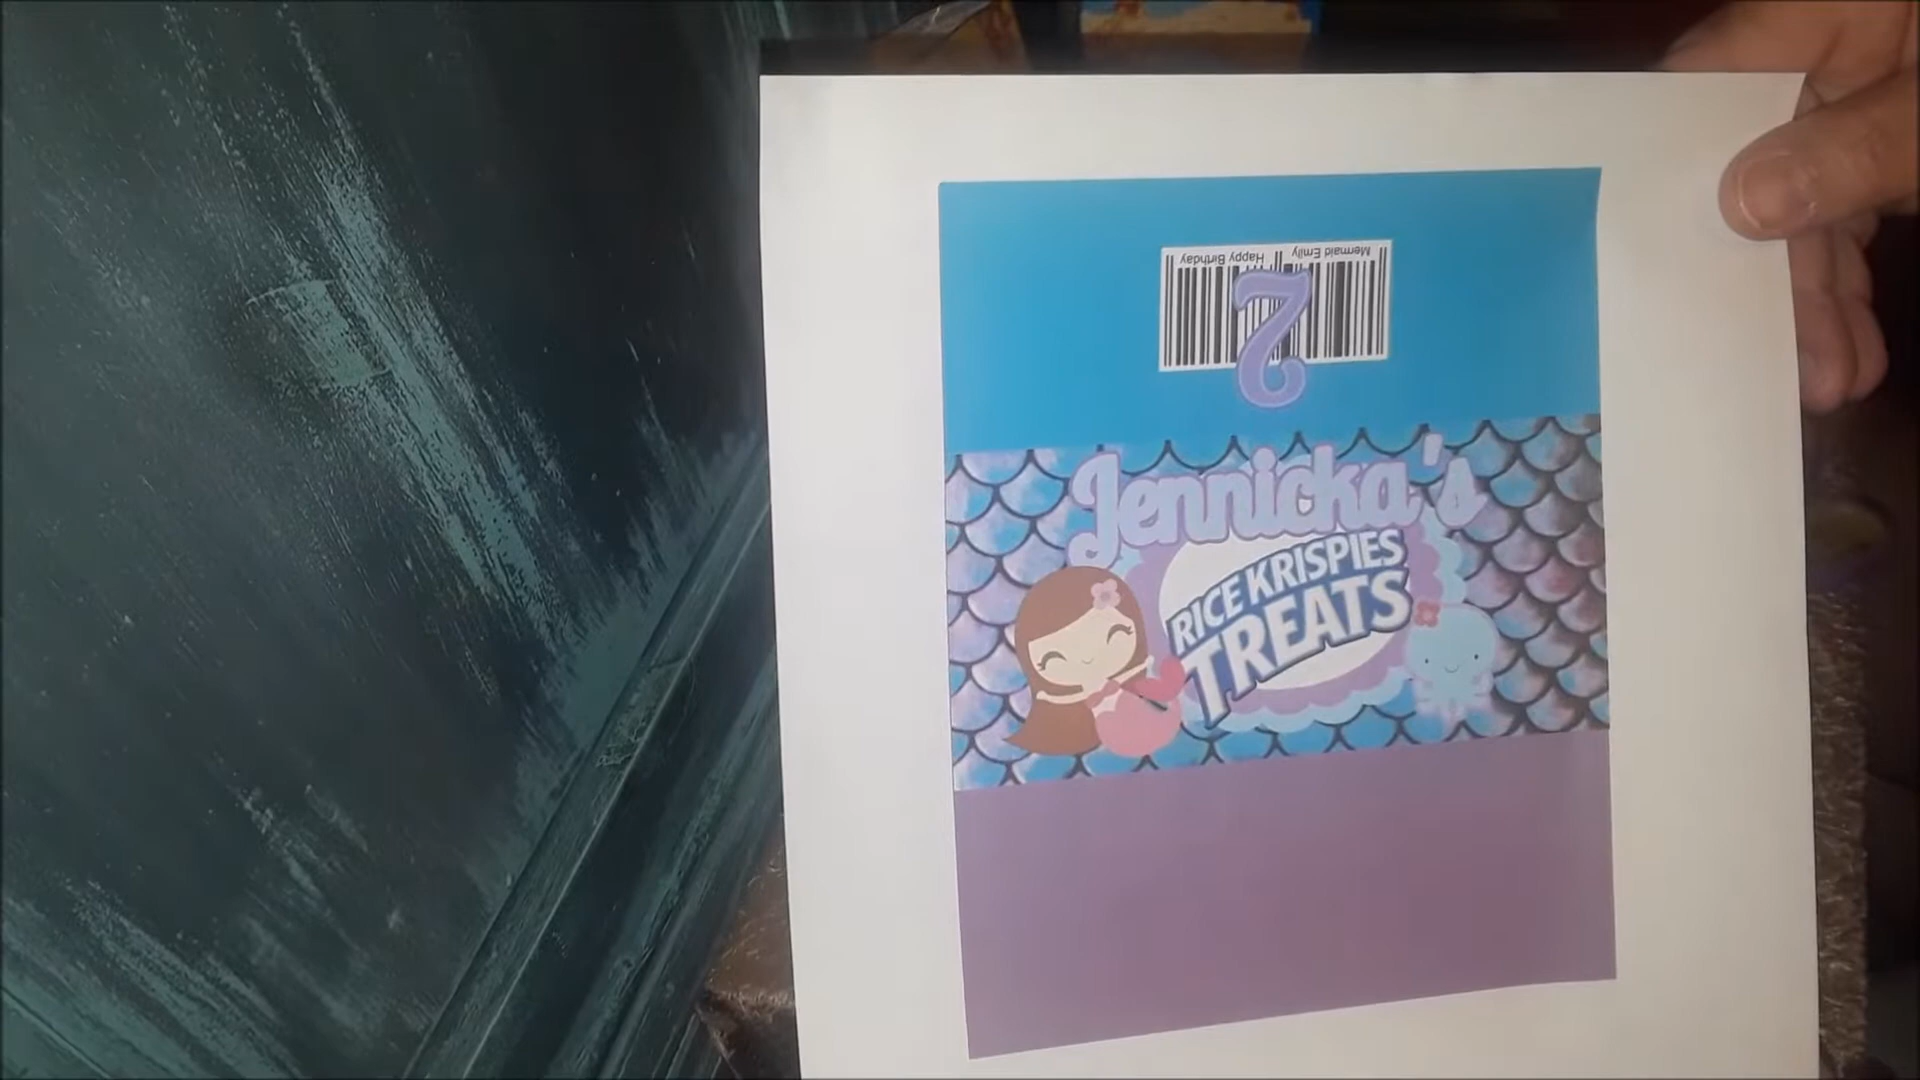 Mermaid Emily Happy Birthday
2
Jennicka's
RICE KRISPIES
TREATS